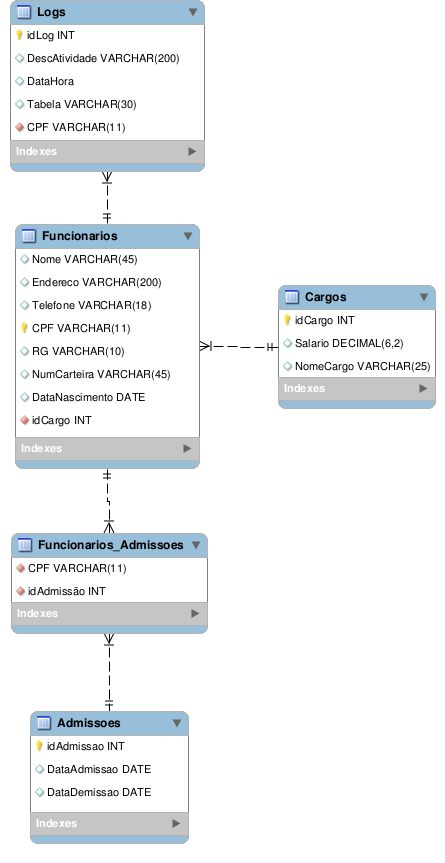 Logs
idLog INT
DescAtividade VARCHAR(200)
DataHora
Tabela VARCHAR(30)
CPF VARCHAR(11)
Indexes
Funcionarios
Nome VARCHAR(45)
Endereco VARCHAR(200)
Telefone VARCHAR(18)
CPF VARCHAR(11)
RG VARCHAR(10)
NumCarteira VARCHAR(45)
DataNascimento DATE
idCargo INT
Indexes
Cargos
idCargo INT
Salario DECIMAL(6,2)
NomeCargo VARCHAR(25)
Indexes
Funcionarios_Admissoes
CPF VARCHAR(11)
idAdmissão INT
Indexes
Admissoes
idAdmissao INT
DataAdmissao DATE
DataDemissao DATE
Indexes